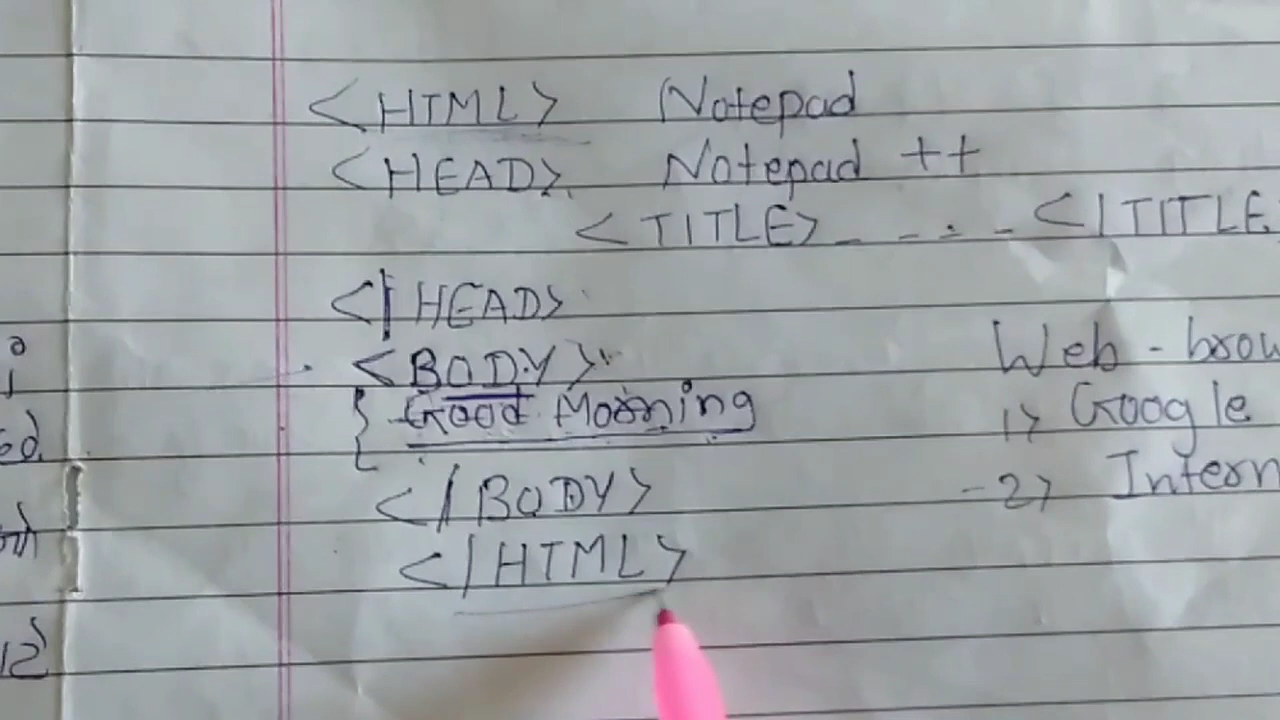 <HTML> Notepad
<HEAD> Notepad ++
<TITLE> - - - - </TITLE
</HEAD>
<BODY>
Good Morning
</BODY>
</HTML>
Web - brow
1> Google
2> Intern